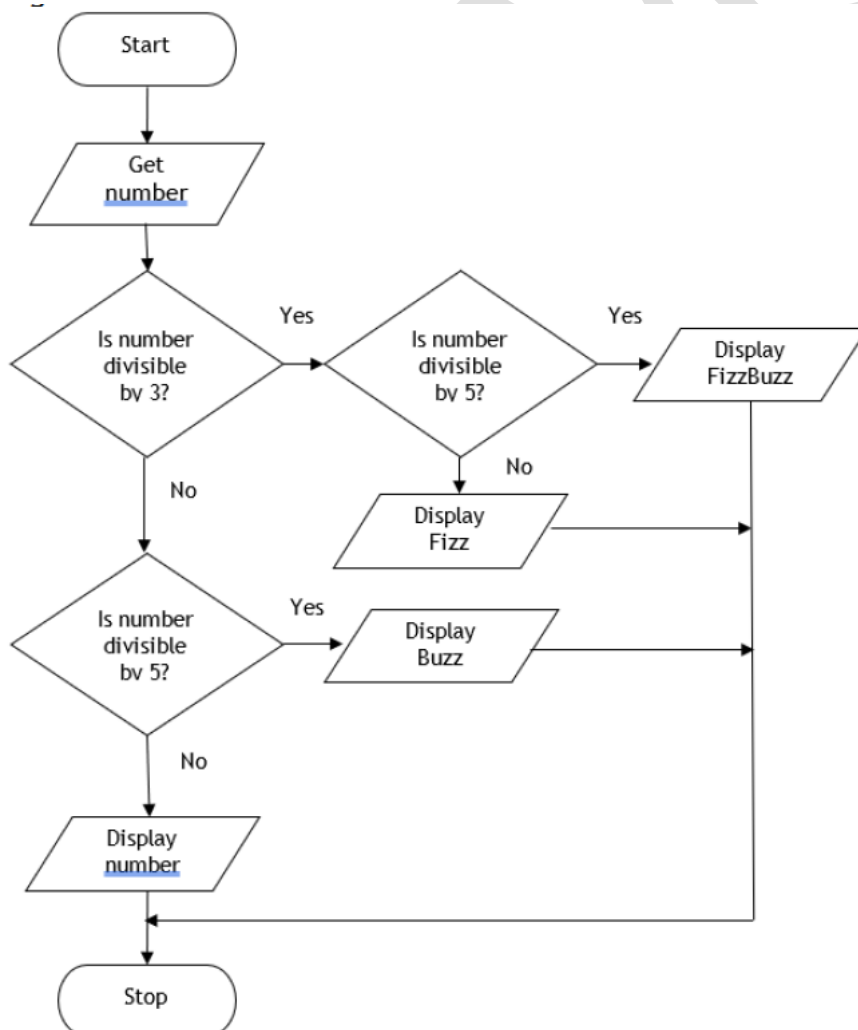 Start
Get
number
Is number
divisible
by 3?
Yes
Is number
divisible
by 5?
Yes
Display
FizzBuzz
No
No
Display
Fizz
Is number
divisible
by 5?
Yes
Display
Buzz
No
Display
number
Stop